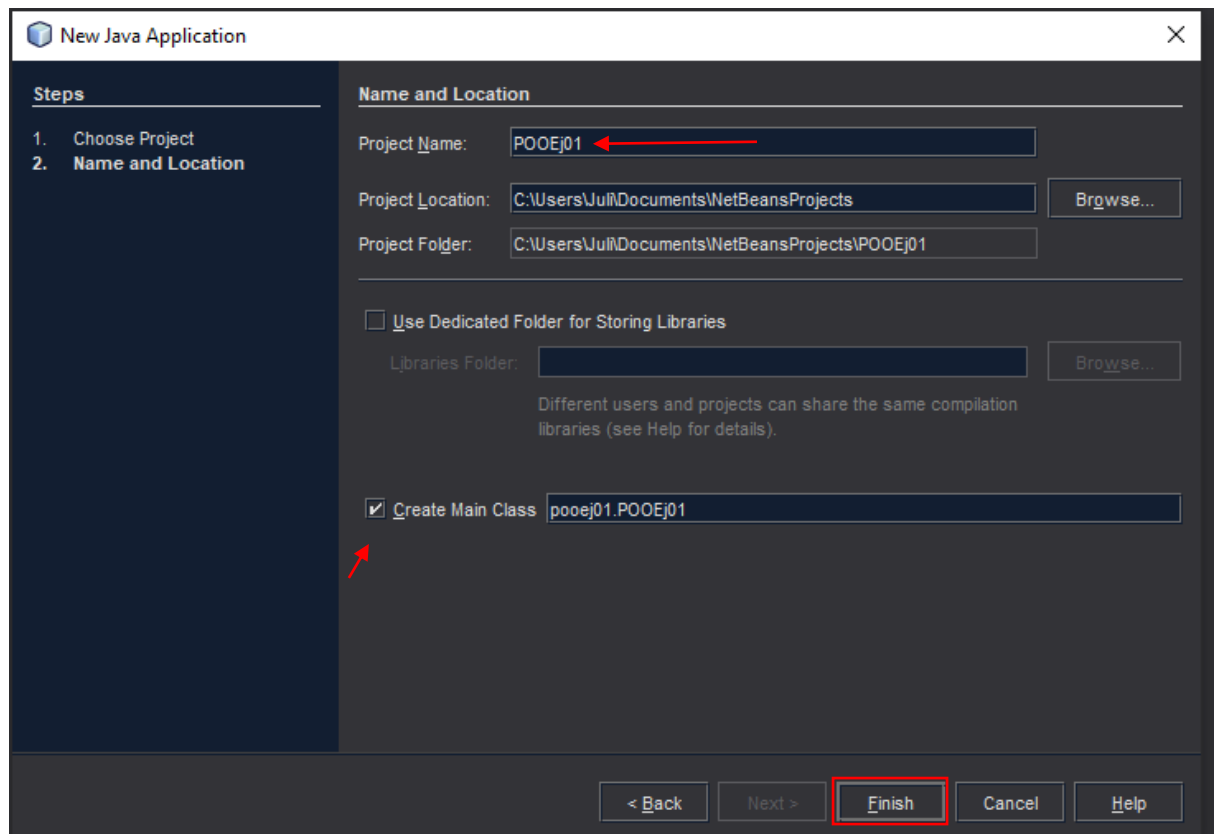 New Java Application
Steps
1. Choose Project
2. Name and Location
Name and Location
Project Name: POOEj01
Project Location: C:\Users\Juli\Documents\NetBeansProjects Browse...
Project Folder: C:\Users\Juli\Documents\NetBeansProjects\POOEj01
Use Dedicated Folder for Storing Libraries
Libraries Folder: Browse...
Different users and projects can share the same compilation
libraries (see Help for details).
Create Main Class pooej01.POOEj01
< Back Next > Finish Cancel Help